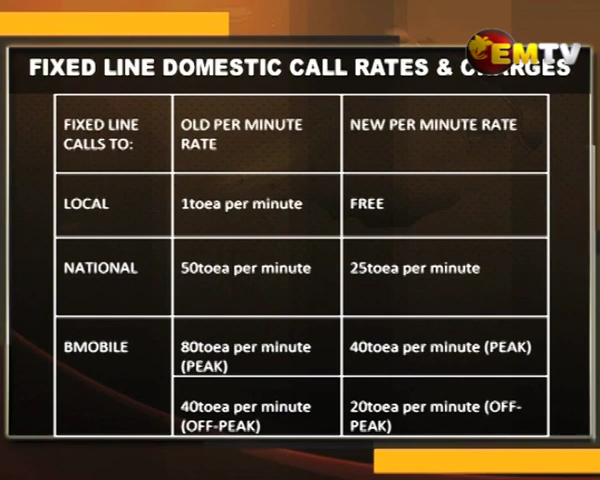 EMTV
FIXED LINE DOMESTIC CALL RATES & CHARGES
FIXED LINE
CALLS TO:
OLD PER MINUTE
RATE
NEW PER MINUTE RATE
LOCAL
1toea per minute
FREE
NATIONAL
50toea per minute
25toea per minute
BMOBILE
80toea per minute
(PEAK)
40toea per minute (PEAK)
40toea per minute
(OFF-PEAK)
20toea per minute (OFF-
PEAK)